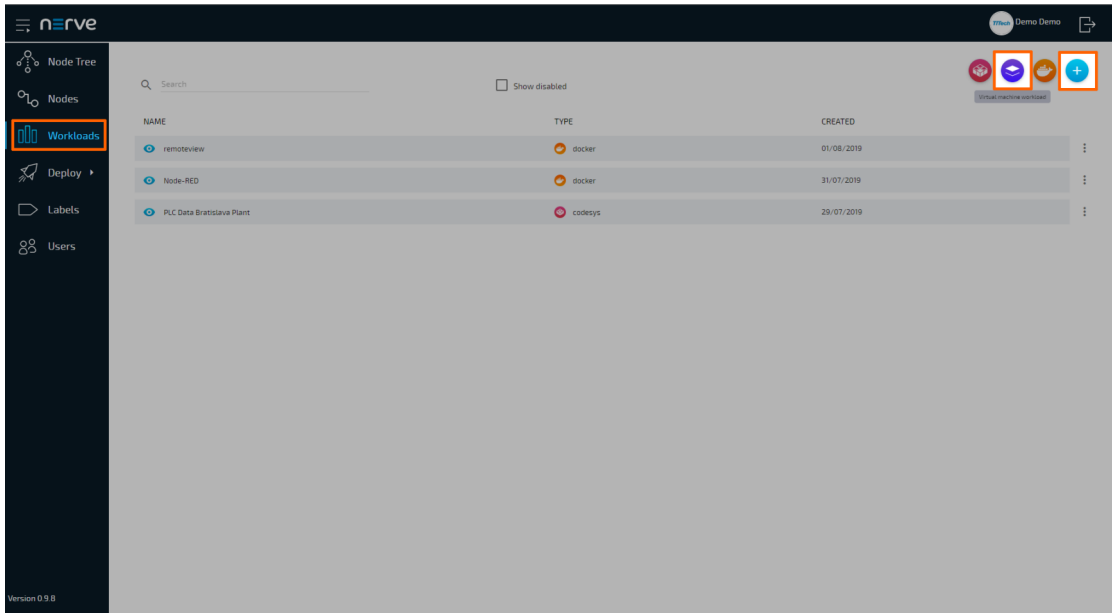 nerve
TTTech Demo Demo
Node Tree
Nodes
Workloads
Deploy
Labels
Users
Version 0.9.8
Search
Show disabled
Virtual machine workload
NAME TYPE CREATED
remoteview docker 01/08/2019
Node-RED docker 31/07/2019
PLC Data Bratislava Plant codesys 29/07/2019